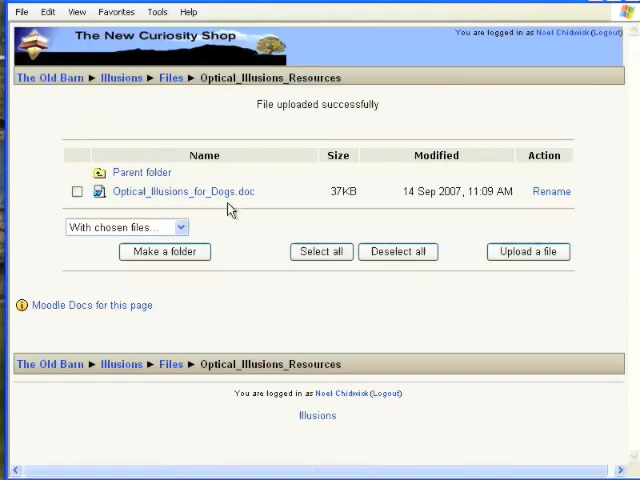 File Edit View Favorites Tools Help
The New Curiosity Shop
You are logged in as Noel Chidwick (Logout)
The Old Barn ► Illusions ► Files ► Optical_Illusions_Resources
File uploaded successfully
Name Size Modified Action
Parent folder
Optical_Illusions_for_Dogs.doc 37KB 14 Sep 2007, 11:09 AM Rename
With chosen files...
Make a folder Select all Deselect all Upload a file
Moodle Docs for this page
The Old Barn ► Illusions ► Files ► Optical_Illusions_Resources
You are logged in as Noel Chidwick (Logout)
Illusions